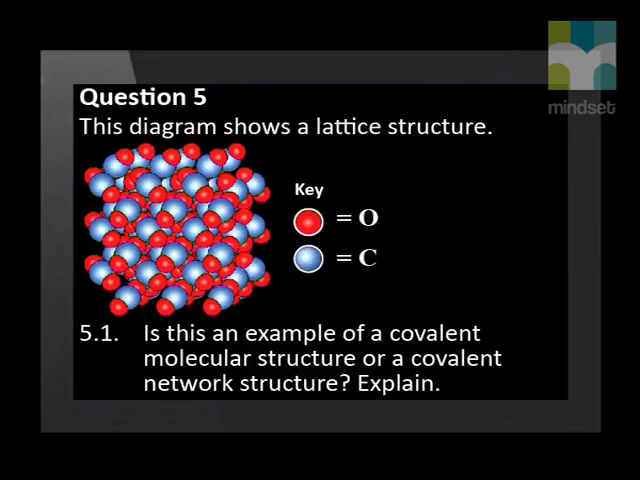 mindset
Question 5
This diagram shows a lattice structure.
Key
= O
= C
5.1. Is this an example of a covalent
molecular structure or a covalent
network structure? Explain.